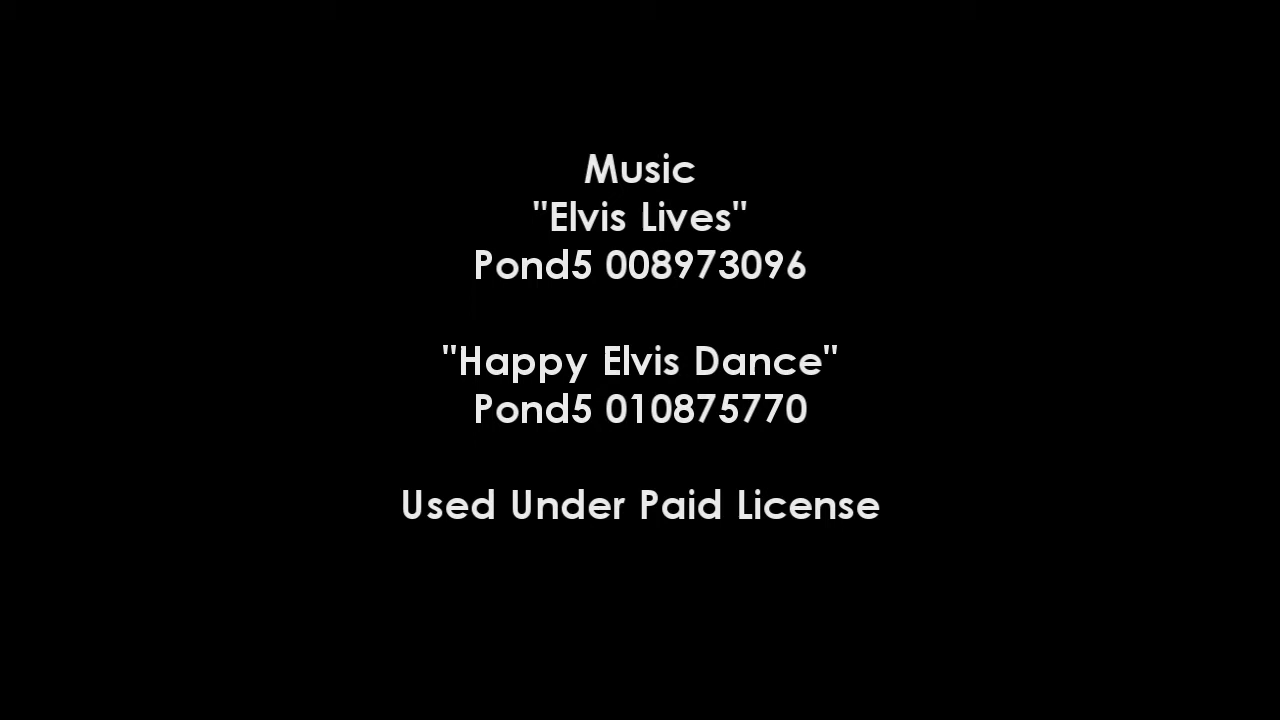 Music
"Elvis Lives"
Pond5 008973096
"Happy Elvis Dance"
Pond5 010875770
Used Under Paid License